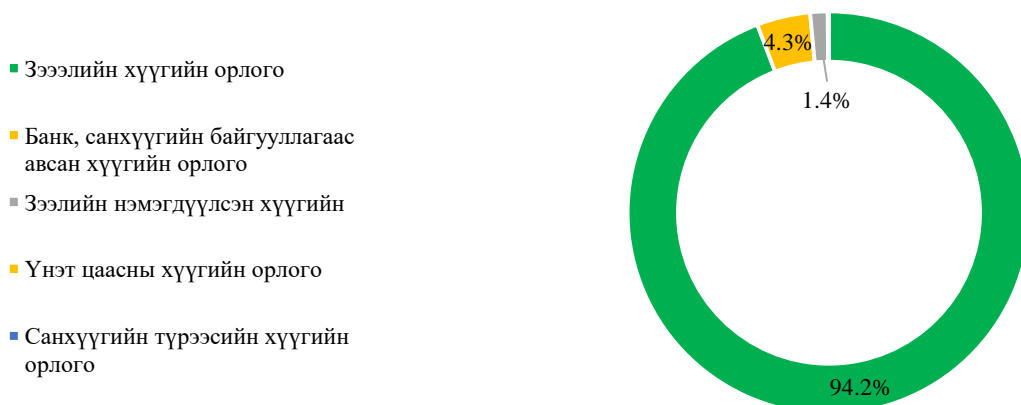 Зэээлийн хүүгийн орлого
Банк, санхүүгийн байгууллагаас
авсан хүүгийн орлого
Зээлийн нэмэгдүүлсэн хүүгийн
Үнэт цаасны хүүгийн орлого
Санхүүгийн түрээсийн хүүгийн
орлого
4.3%
1.4%
94.2%